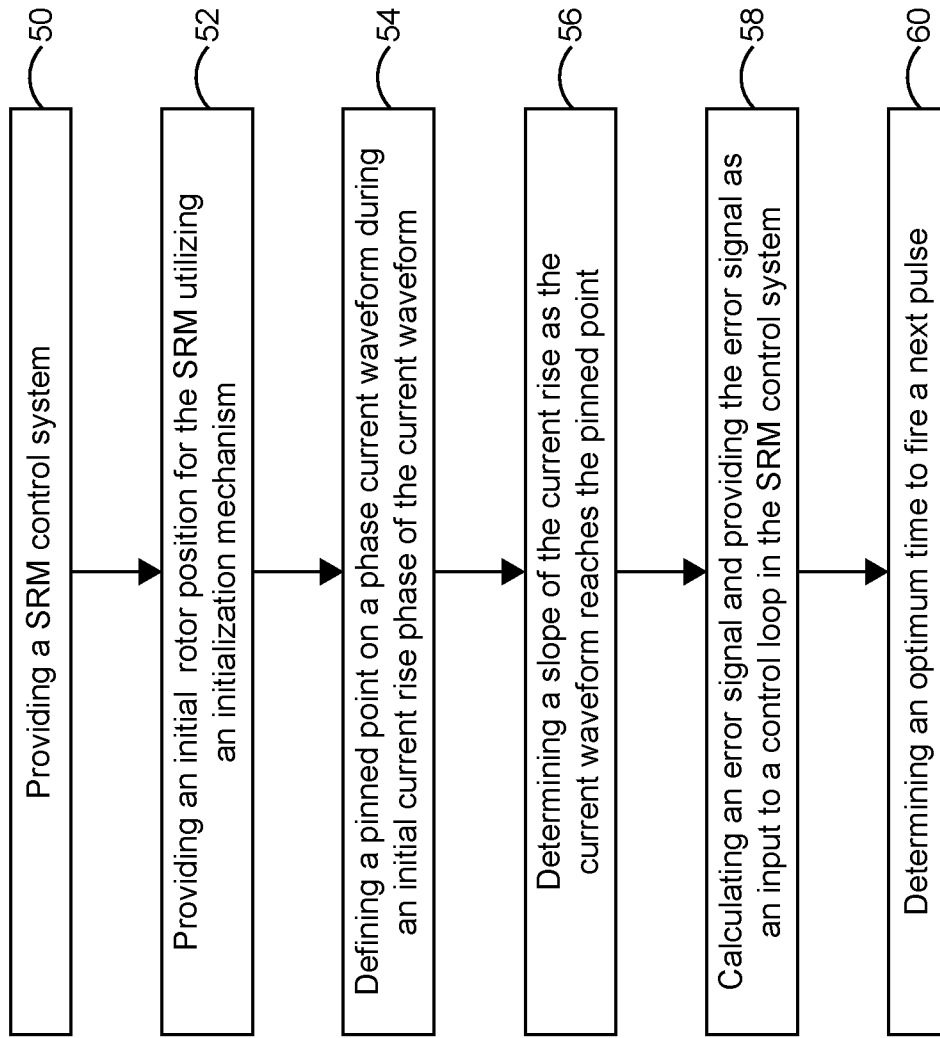 Providing a SRM control system
50
Providing an initial rotor position for the SRM utilizing
an initialization mechanism
52
Defining a pinned point on a phase current waveform during
an initial current rise phase of the current waveform
54
Determining a slope of the current rise as the
current waveform reaches the pinned point
56
Calculating an error signal and providing the error signal as
an input to a control loop in the SRM control system
58
Determining an optimum time to fire a next pulse
60